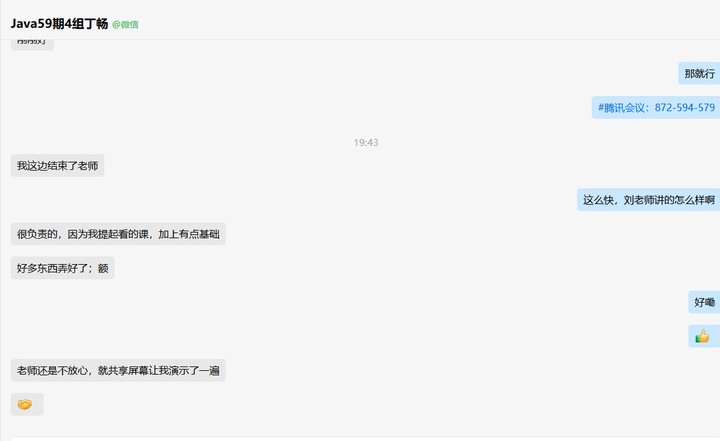 Java59期4组丁畅 @微信
那就行
#腾讯会议：872-594-579
19:43
我这边结束了老师
这么快，刘老师讲的怎么样啊
很负责的，因为我提起看的课，加上有点基础
好多东西弄好了；额
好嘞
老师还是不放心，就共享屏幕让我演示了一遍